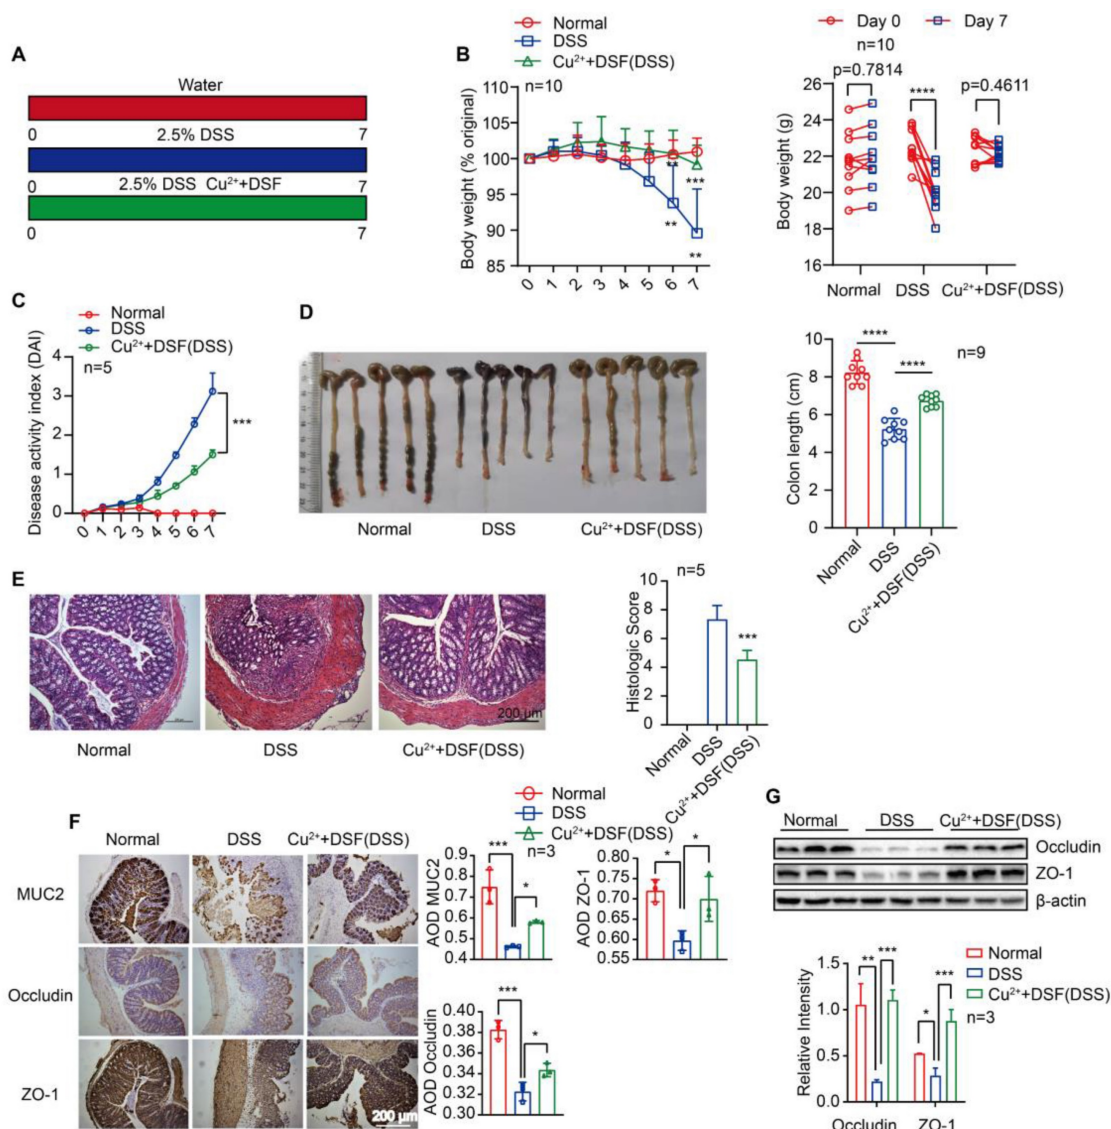 A
Water
0 7
2.5% DSS
0 7
2.5% DSS Cu²⁺+DSF
0 7
B
Normal
DSS
Cu²⁺+DSF(DSS)
n=10
Body weight (% original)
110
105
100
95
90
85
**
***
**
**
0 1 2 3 4 5 6 7
Day 0 Day 7
n=10
p=0.7814
****
p=0.4611
Body weight (g)
26
24
22
20
18
16
Normal DSS Cu²⁺+DSF(DSS)
C
Normal
DSS
Cu²⁺+DSF(DSS)
n=5
Disease activity index (DAI)
4
3
2
1
0
***
0 1 2 3 4 5 6 7
D
Normal DSS Cu²⁺+DSF(DSS)
n=9
****
****
Colon length (cm)
10
8
6
4
2
0
Normal
DSS
Cu²⁺+DSF(DSS)
E
200 μm
Normal DSS Cu²⁺+DSF(DSS)
n=5
Histologic Score
10
8
6
4
2
0
***
Normal
DSS
Cu²⁺+DSF(DSS)
F
Normal DSS Cu²⁺+DSF(DSS)
MUC2
Occludin
ZO-1
200 μm
Normal
DSS
Cu²⁺+DSF(DSS)
n=3
AOD MUC2
0.9
0.8
0.7
0.6
0.5
0.4
***
*
AOD ZO-1
0.80
0.75
0.70
0.65
0.60
0.55
*
*
AOD Occludin
0.40
0.38
0.36
0.34
0.32
0.30
***
*
G
Normal DSS Cu²⁺+DSF(DSS)
Occludin
ZO-1
β-actin
Normal
DSS
Cu²⁺+DSF(DSS)
n=3
Relative Intensity
1.5
1.0
0.5
0.0
** ***
* ***
Occludin ZO-1